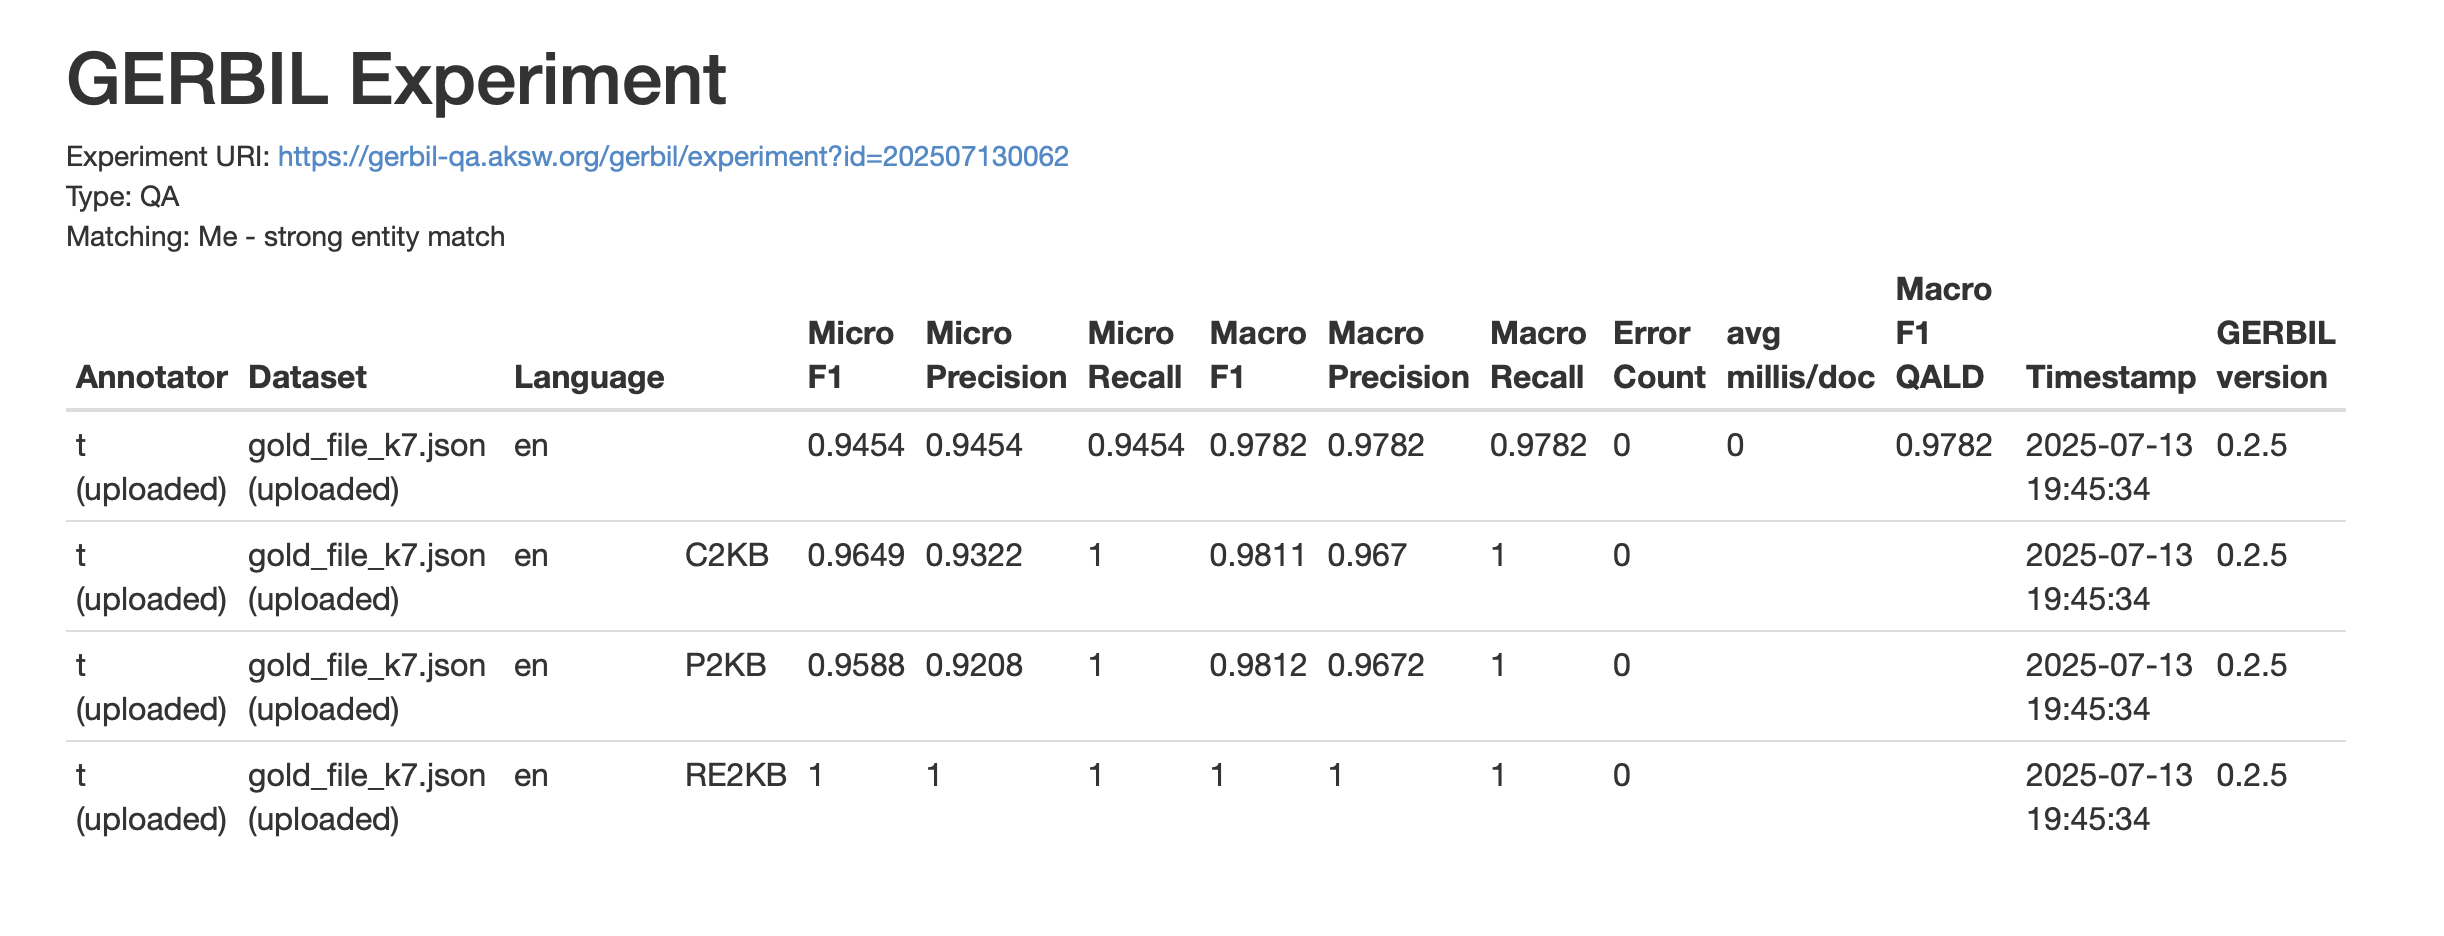 GERBIL Experiment
Experiment URI: https://gerbil-qa.aksw.org/gerbil/experiment?id=202507130062
Type: QA
Matching: Me - strong entity match
Annotator Dataset Language Micro F1 Micro Precision Micro Recall Macro F1 Macro Precision Macro Recall Error Count avg millis/doc Macro F1 QALD Timestamp GERBIL version
t (uploaded) gold_file_k7.json (uploaded) en 0.9454 0.9454 0.9454 0.9782 0.9782 0.9782 0 0 0.9782 2025-07-13 19:45:34 0.2.5
t (uploaded) gold_file_k7.json (uploaded) en C2KB 0.9649 0.9322 1 0.9811 0.967 1 0 2025-07-13 19:45:34 0.2.5
t (uploaded) gold_file_k7.json (uploaded) en P2KB 0.9588 0.9208 1 0.9812 0.9672 1 0 2025-07-13 19:45:34 0.2.5
t (uploaded) gold_file_k7.json (uploaded) en RE2KB 1 1 1 1 1 1 0 2025-07-13 19:45:34 0.2.5